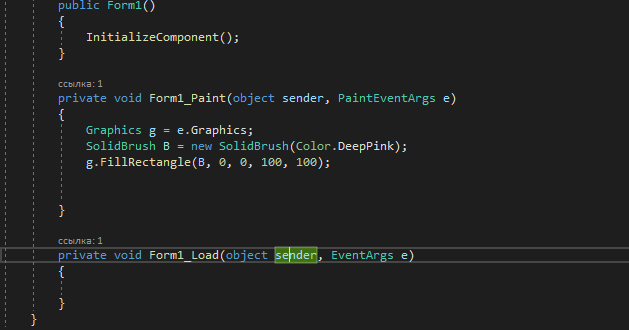 public Form1()
{
InitializeComponent();
}
ссылка: 1
private void Form1_Paint(object sender, PaintEventArgs e)
{
Graphics g = e.Graphics;
SolidBrush B = new SolidBrush(Color.DeepPink);
g.FillRectangle(B, 0, 0, 100, 100);
}
ссылка: 1
private void Form1_Load(object sender, EventArgs e)
{
}
}